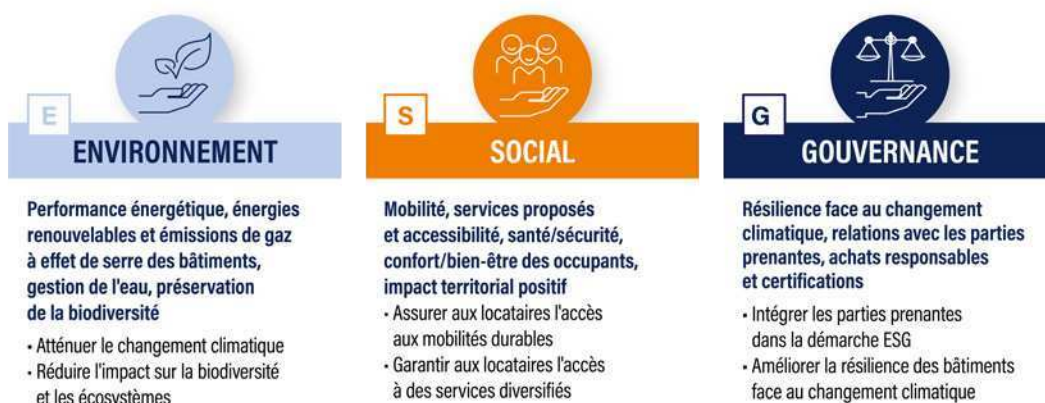 E
ENVIRONNEMENT
Performance énergétique, énergies
renouvelables et émissions de gaz
à effet de serre des bâtiments,
gestion de l'eau, préservation
de la biodiversité
• Atténuer le changement climatique
• Réduire l'impact sur la biodiversité
et les écosystèmes
S
SOCIAL
Mobilité, services proposés
et accessibilité, santé/sécurité,
confort/bien-être des occupants,
impact territorial positif
• Assurer aux locataires l'accès
aux mobilités durables
• Garantir aux locataires l'accès
à des services diversifiés
G
GOUVERNANCE
Résilience face au changement
climatique, relations avec les parties
prenantes, achats responsables
et certifications
• Intégrer les parties prenantes
dans la démarche ESG
• Améliorer la résilience des bâtiments
face au changement climatique